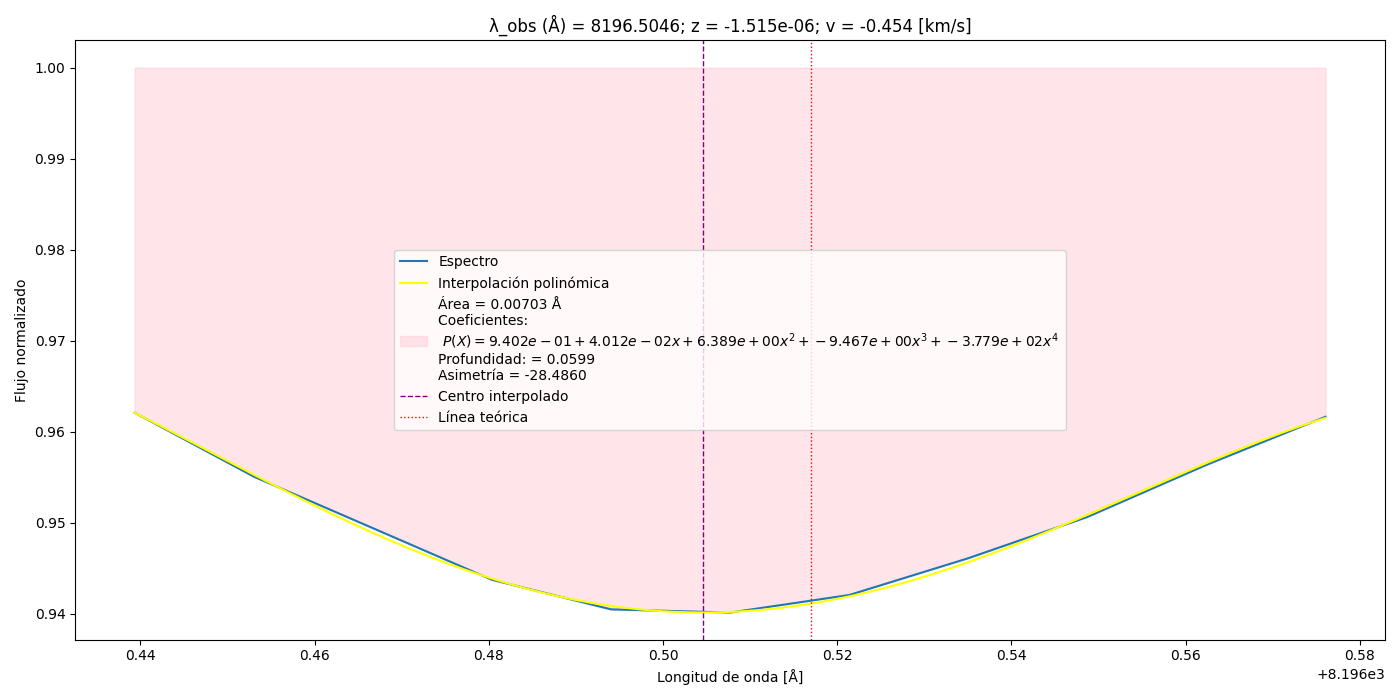 λ_obs (Å) = 8196.5046; z = -1.515e-06; v = -0.454 [km/s]
1.00
0.99
0.98
0.97
0.96
0.95
0.94
Flujo normalizado
Espectro
Interpolación polinómica
Área = 0.00703 Å
Coeficientes:
P(X) = 9.402e − 01 + 4.012e − 02x + 6.389e + 00x² + −9.467e + 00x³ + −3.779e + 02x⁴
Profundidad: = 0.0599
Asimetría = -28.4860
Centro interpolado
Línea teórica
0.44 0.46 0.48 0.50 0.52 0.54 0.56 0.58
+8.196e3
Longitud de onda [Å]